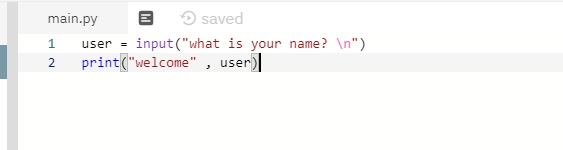 main.py saved
1 user = input("what is your name? \n")
2 print("welcome" , user)